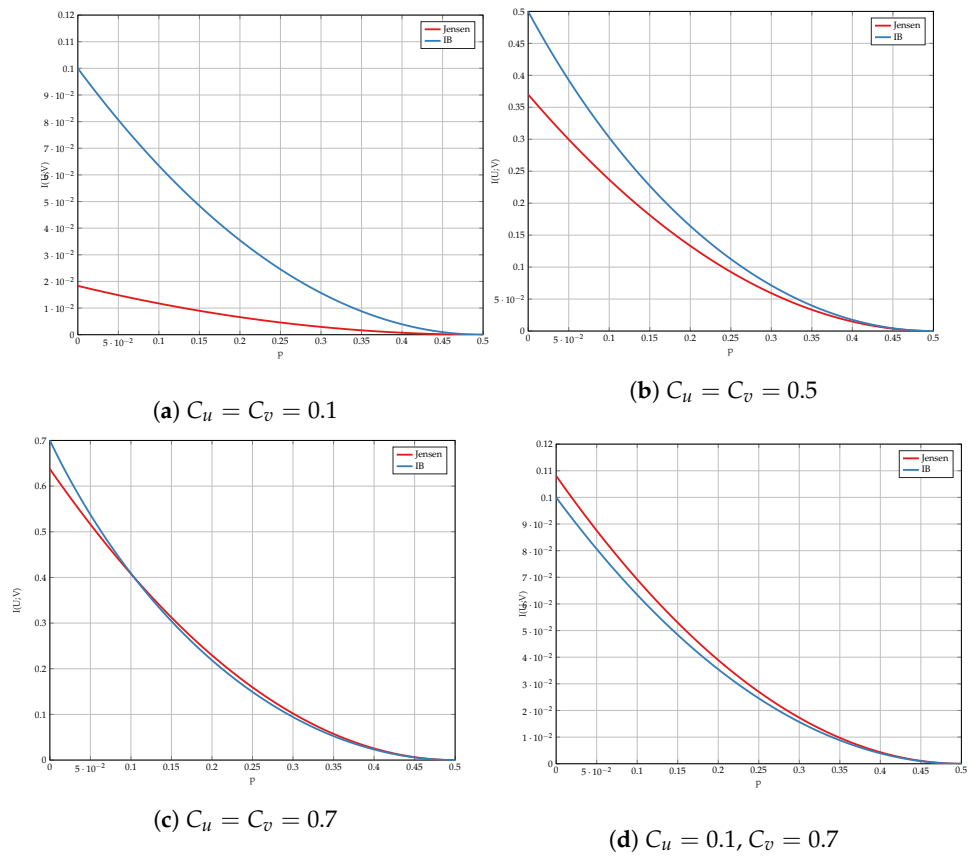 0.12
0.11
0.1
9 · 10⁻²
8 · 10⁻²
7 · 10⁻²
6 · 10⁻²
5 · 10⁻²
4 · 10⁻²
3 · 10⁻²
2 · 10⁻²
1 · 10⁻²
0
I(U;V)
Jensen
IB
0 5 · 10⁻² 0.1 0.15 0.2 0.25 0.3 0.35 0.4 0.45 0.5
p
(a) Cᵤ = Cᵥ = 0.1
0.5
0.45
0.4
0.35
0.3
0.25
0.2
0.15
0.1
5 · 10⁻²
0
I(U;V)
Jensen
IB
0 5 · 10⁻² 0.1 0.15 0.2 0.25 0.3 0.35 0.4 0.45 0.5
p
(b) Cᵤ = Cᵥ = 0.5
0.7
0.6
0.5
0.4
0.3
0.2
0.1
0
I(U;V)
Jensen
IB
0 5 · 10⁻² 0.1 0.15 0.2 0.25 0.3 0.35 0.4 0.45 0.5
p
(c) Cᵤ = Cᵥ = 0.7
0.12
0.11
0.1
9 · 10⁻²
8 · 10⁻²
7 · 10⁻²
6 · 10⁻²
5 · 10⁻²
4 · 10⁻²
3 · 10⁻²
2 · 10⁻²
1 · 10⁻²
0
I(U;V)
Jensen
IB
0 5 · 10⁻² 0.1 0.15 0.2 0.25 0.3 0.35 0.4 0.45 0.5
p
(d) Cᵤ = 0.1, Cᵥ = 0.7